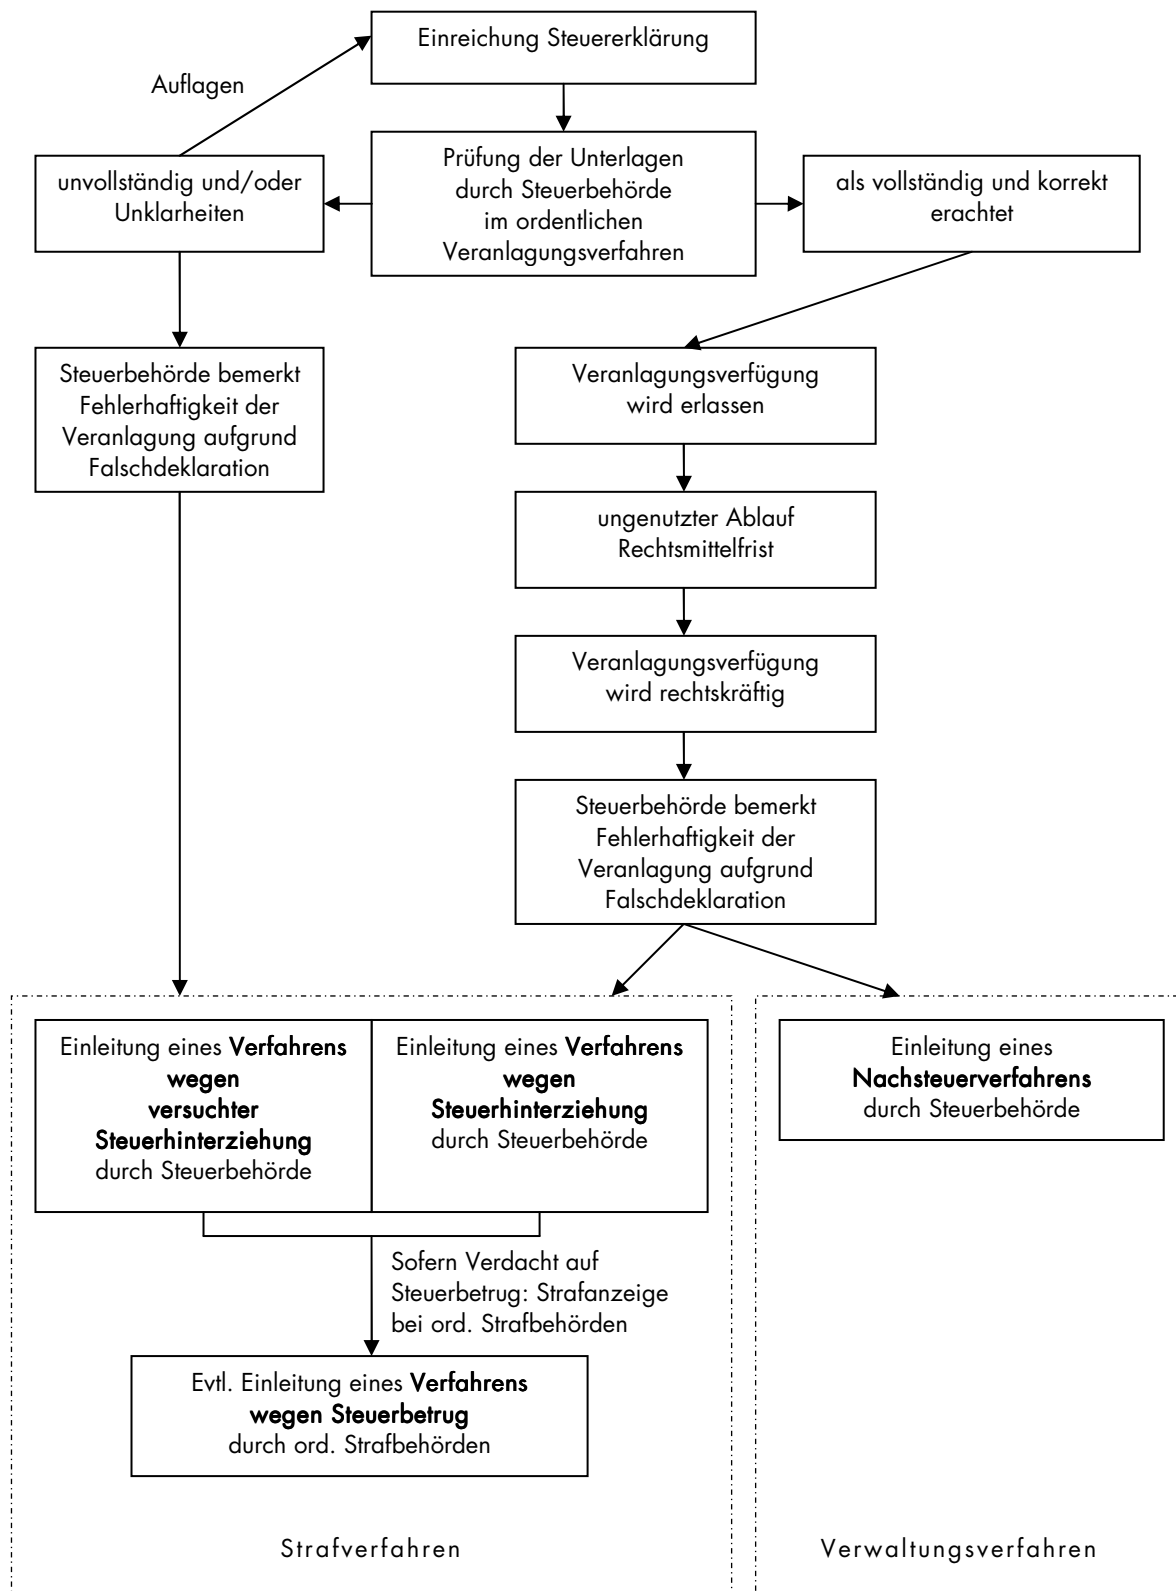 Einreichung Steuererklärung
Auflagen
Prüfung der Unterlagen
durch Steuerbehörde
im ordentlichen
Veranlagungsverfahren
unvollständig und/oder
Unklarheiten
als vollständig und korrekt
erachtet
Steuerbehörde bemerkt
Fehlerhaftigkeit der
Veranlagung aufgrund
Falschdeklaration
Veranlagungsverfügung
wird erlassen
ungenutzter Ablauf
Rechtsmittelfrist
Veranlagungsverfügung
wird rechtskräftig
Steuerbehörde bemerkt
Fehlerhaftigkeit der
Veranlagung aufgrund
Falschdeklaration
Einleitung eines Verfahrens
wegen
versuchter
Steuerhinterziehung
durch Steuerbehörde
Einleitung eines Verfahrens
wegen
Steuerhinterziehung
durch Steuerbehörde
Einleitung eines
Nachsteuerverfahrens
durch Steuerbehörde
Sofern Verdacht auf
Steuerbetrug: Strafanzeige
bei ord. Strafbehörden
Evtl. Einleitung eines Verfahrens
wegen Steuerbetrug
durch ord. Strafbehörden
Strafverfahren
Verwaltungsverfahren